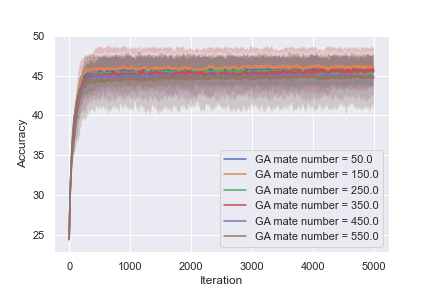 50
45
40
35
30
25
Accuracy
0
1000
2000
3000
4000
5000
Iteration
GA mate number = 50.0
GA mate number = 150.0
GA mate number = 250.0
GA mate number = 350.0
GA mate number = 450.0
GA mate number = 550.0